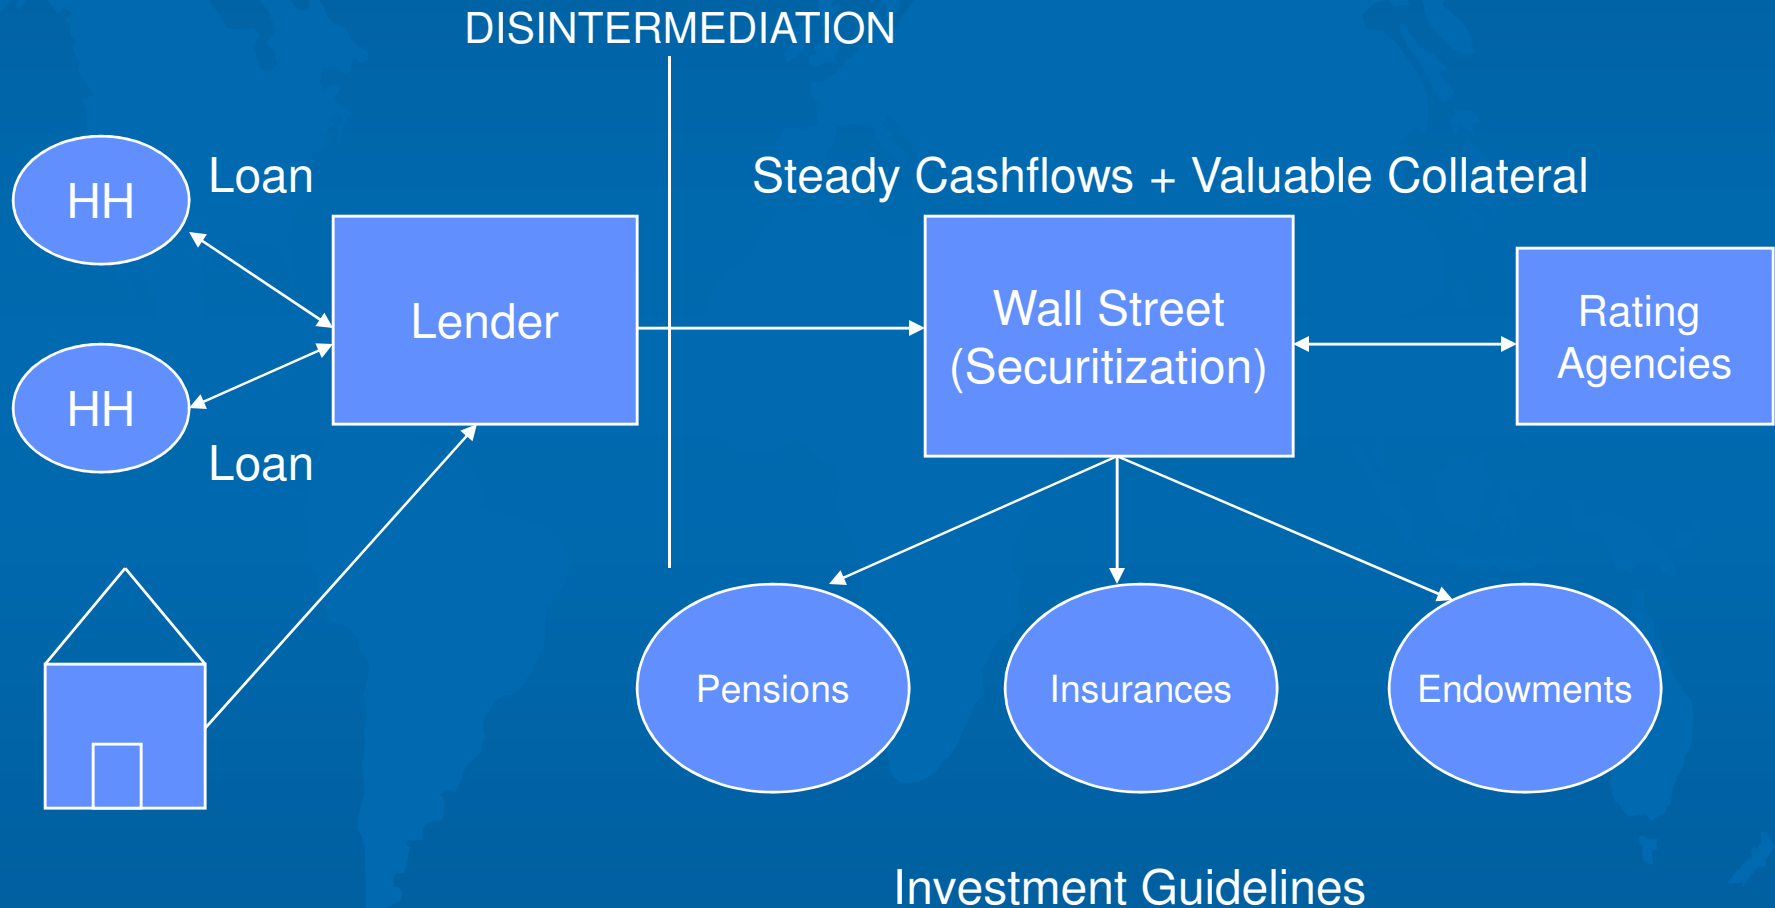 DISINTERMEDIATION
Loan
Steady Cashflows + Valuable Collateral
HH
Lender
Wall Street
(Securitization)
Rating
Agencies
HH
Loan
Pensions
Insurances
Endowments
Investment Guidelines